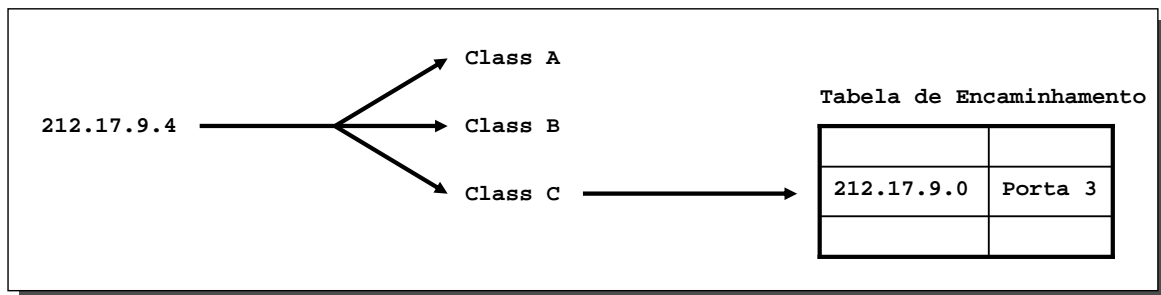 212.17.9.4
Class A
Class B
Class C
Tabela de Encaminhamento
212.17.9.0 Porta 3